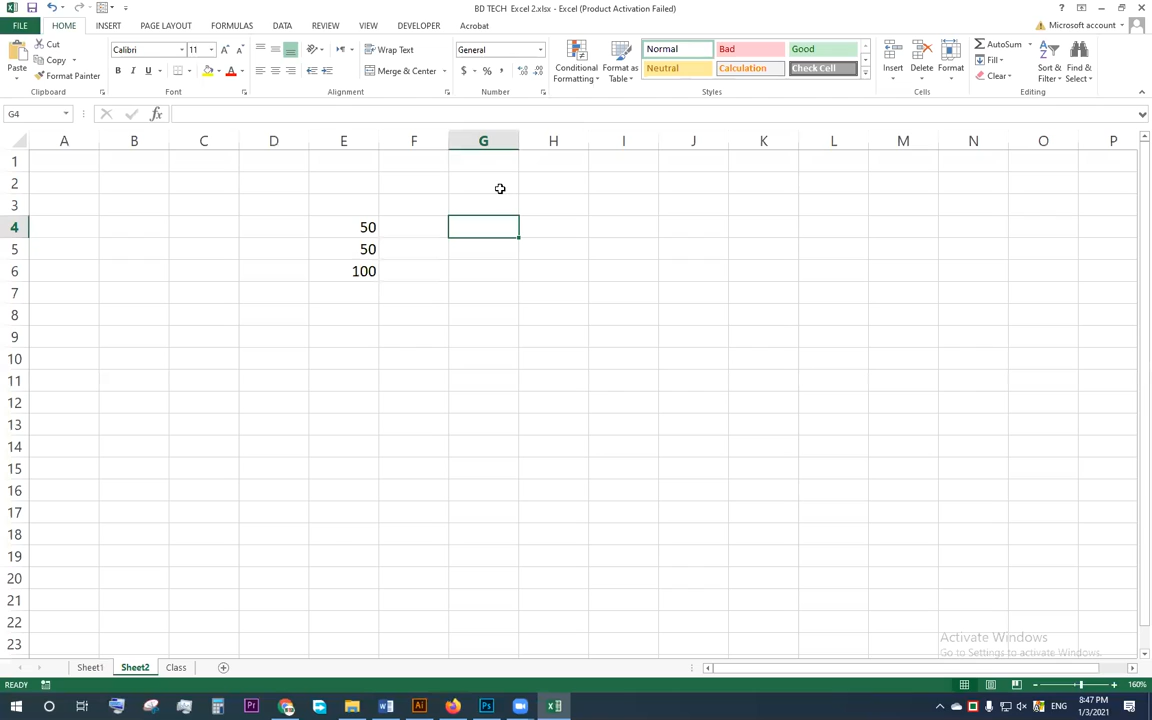 BD TECH Excel 2.xlsx - Excel (Product Activation Failed)
FILE HOME INSERT PAGE LAYOUT FORMULAS DATA REVIEW VIEW DEVELOPER Acrobat Microsoft account
Paste Cut Copy Format Painter
Clipboard
Calibri 11
B I U
Font
Wrap Text
Merge & Center
Alignment
General
$ % ,
Number
Conditional Formatting
Format as Table
Normal Bad Good
Neutral Calculation Check Cell
Styles
Insert Delete Format
Cells
AutoSum
Fill
Clear
Sort & Filter
Find & Select
Editing
G4 fx
A B C D E F G H I J K L M N O P
1
2
3
4 50
5 50
6 100
7
8
9
10
11
12
13
14
15
16
17
18
19
20
21
22
23
Activate Windows
Go to Settings to activate Windows.
Sheet1 Sheet2 Class
READY 160%
Pr Ai Ps ENG 8:47 PM
1/3/2021